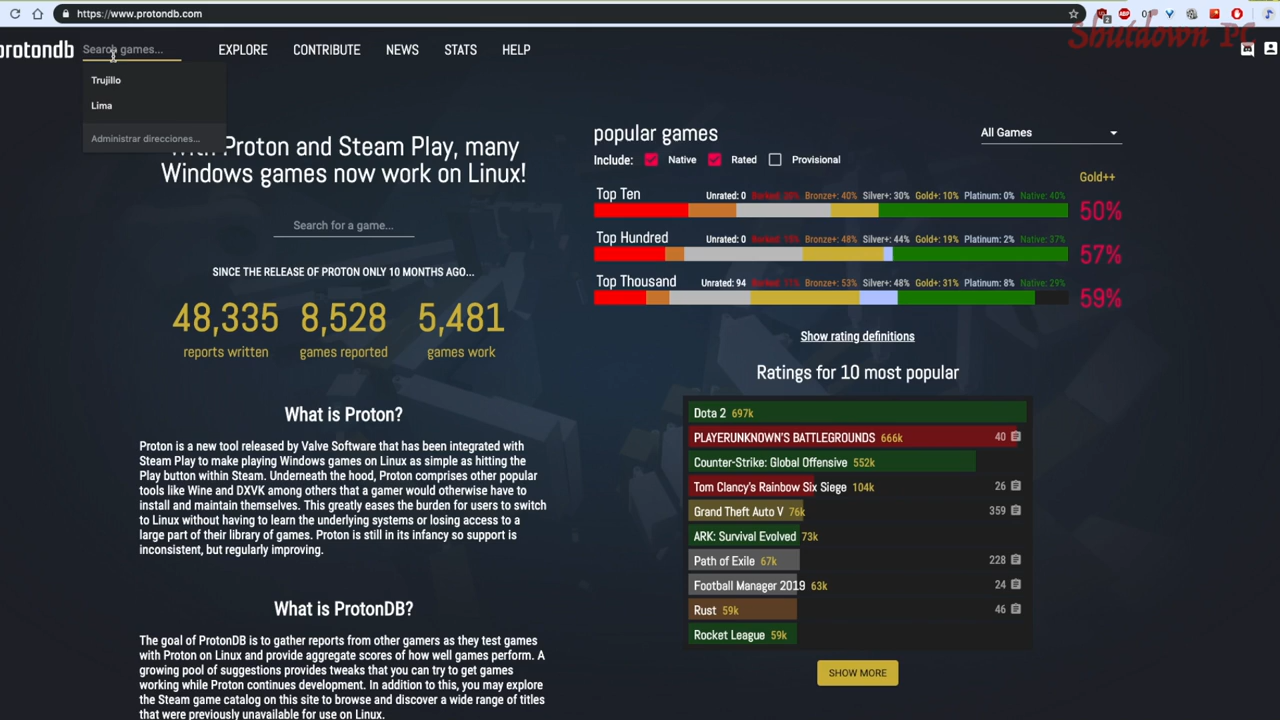 https://www.protondb.com
Shutdown PC
protondb
Search games...
EXPLORE
CONTRIBUTE
NEWS
STATS
HELP
Trujillo
Lima
Administrar direcciones...
With Proton and Steam Play, many
Windows games now work on Linux!
Search for a game...
SINCE THE RELEASE OF PROTON ONLY 10 MONTHS AGO...
48,335 8,528 5,481
reports written games reported games work
What is Proton?
Proton is a new tool released by Valve Software that has been integrated with
Steam Play to make playing Windows games on Linux as simple as hitting the
Play button within Steam. Underneath the hood, Proton comprises other popular
tools like Wine and DXVK among others that a gamer would otherwise have to
install and maintain themselves. This greatly eases the burden for users to switch
to Linux without having to learn the underlying systems or losing access to a
large part of their library of games. Proton is still in its infancy so support is
inconsistent, but regularly improving.
What is ProtonDB?
The goal of ProtonDB is to gather reports from other gamers as they test games
with Proton on Linux and provide aggregate scores of how well games perform. A
growing pool of suggestions provides tweaks that you can try to get games
working while Proton continues development. In addition to this, you may explore
the Steam game catalog on this site to browse and discover a wide range of titles
that were previously unavailable for use on Linux.
popular games
All Games
Include: Native Rated Provisional
Gold++
Top Ten Unrated: 0 Borked: 20% Bronze+: 40% Silver+: 30% Gold+: 10% Platinum: 0% Native: 40%
50%
Top Hundred Unrated: 0 Borked: 15% Bronze+: 48% Silver+: 44% Gold+: 19% Platinum: 2% Native: 37%
57%
Top Thousand Unrated: 94 Borked: 11% Bronze+: 53% Silver+: 48% Gold+: 31% Platinum: 8% Native: 29%
59%
Show rating definitions
Ratings for 10 most popular
Dota 2 697k
PLAYERUNKNOWN'S BATTLEGROUNDS 666k 40
Counter-Strike: Global Offensive 552k
Tom Clancy's Rainbow Six Siege 104k 26
Grand Theft Auto V 76k 359
ARK: Survival Evolved 73k
Path of Exile 67k 228
Football Manager 2019 63k 24
Rust 59k 46
Rocket League 59k
SHOW MORE